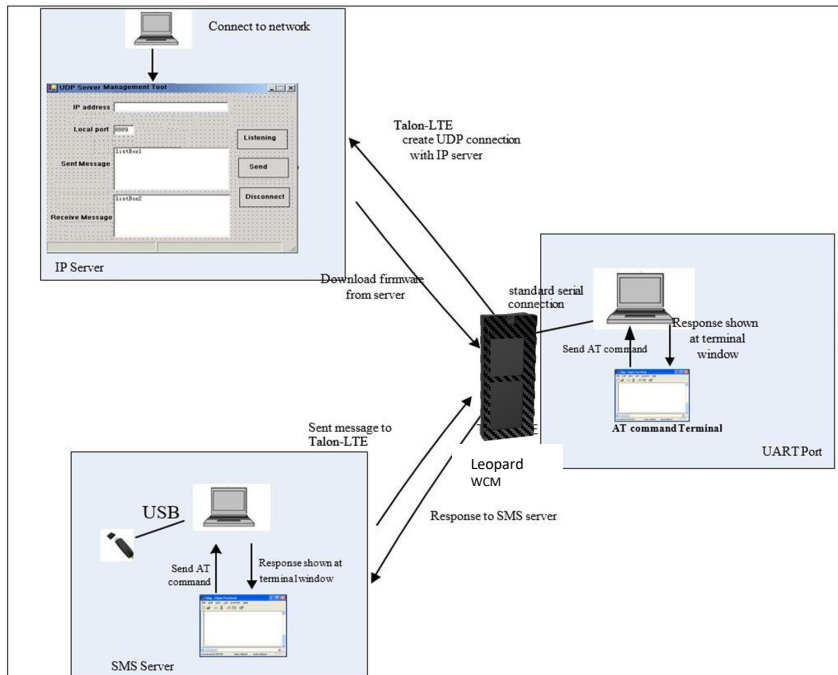 Connect to network
UDP Server Management Tool
IP address
Local port
Listening
listBox1
Sent Message
Send
Disconnect
listBox2
Receive Message
IP Server
Talon-LTE
create UDP connection
with IP server
Download firmware
from server
standard serial
connection
Send AT command
Response shown
at terminal
window
AT command Terminal
UART Port
Leopard
WCM
Sent message to
Talon-LTE
Response to SMS server
USB
Send AT
command
Response shown at
terminal window
SMS Server